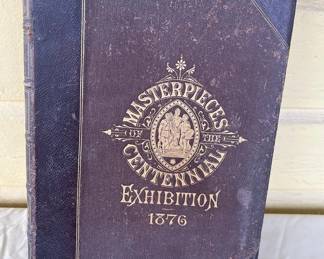 MASTERPIECES
OF THE
CENTENNIAL
EXHIBITION
1876